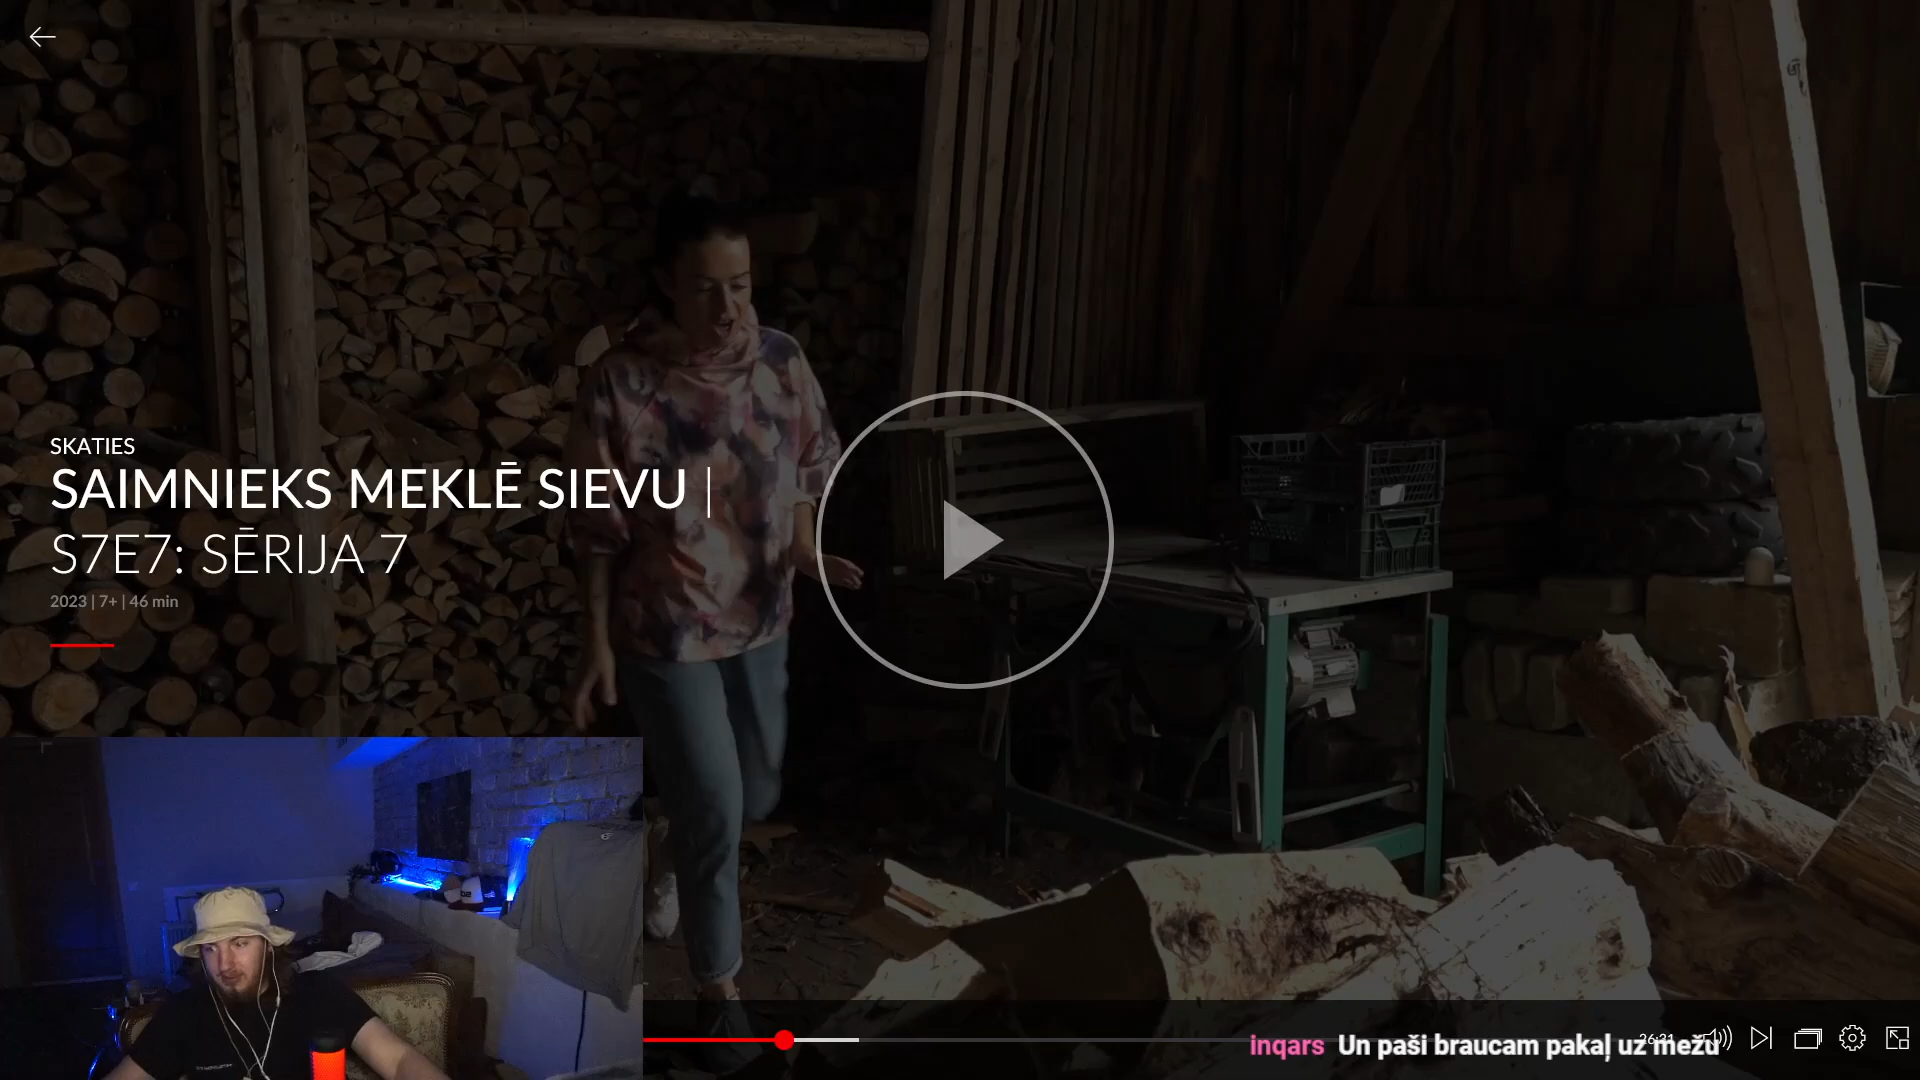 SKATIES
SAIMNIEKS MEKLĒ SIEVU |
S7E7: SĒRIJA 7
2023 | 7+ | 46 min
inqars Un paši braucam pakaļ uz mežu